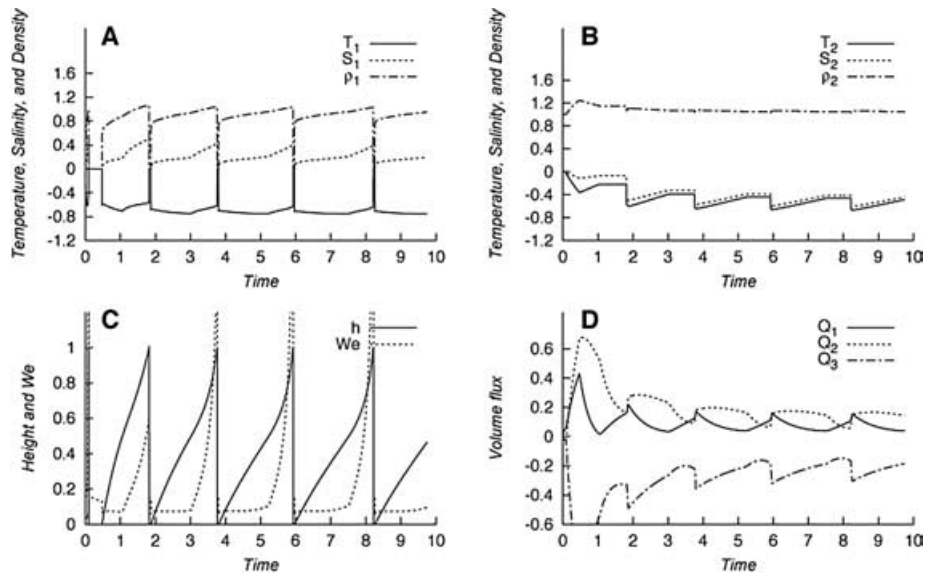 A
T1
S1
ρ1
Temperature, Salinity, and Density
1.6
1.2
0.8
0.4
0
-0.4
-0.8
-1.2
0 1 2 3 4 5 6 7 8 9 10
Time
B
T2
S2
ρ2
Temperature, Salinity, and Density
1.6
1.2
0.8
0.4
0
-0.4
-0.8
-1.2
0 1 2 3 4 5 6 7 8 9 10
Time
C
h
We
Height and We
1
0.8
0.6
0.4
0.2
0
0 1 2 3 4 5 6 7 8 9 10
Time
D
Q1
Q2
Q3
Volume flux
0.6
0.4
0.2
0
-0.2
-0.4
-0.6
0 1 2 3 4 5 6 7 8 9 10
Time